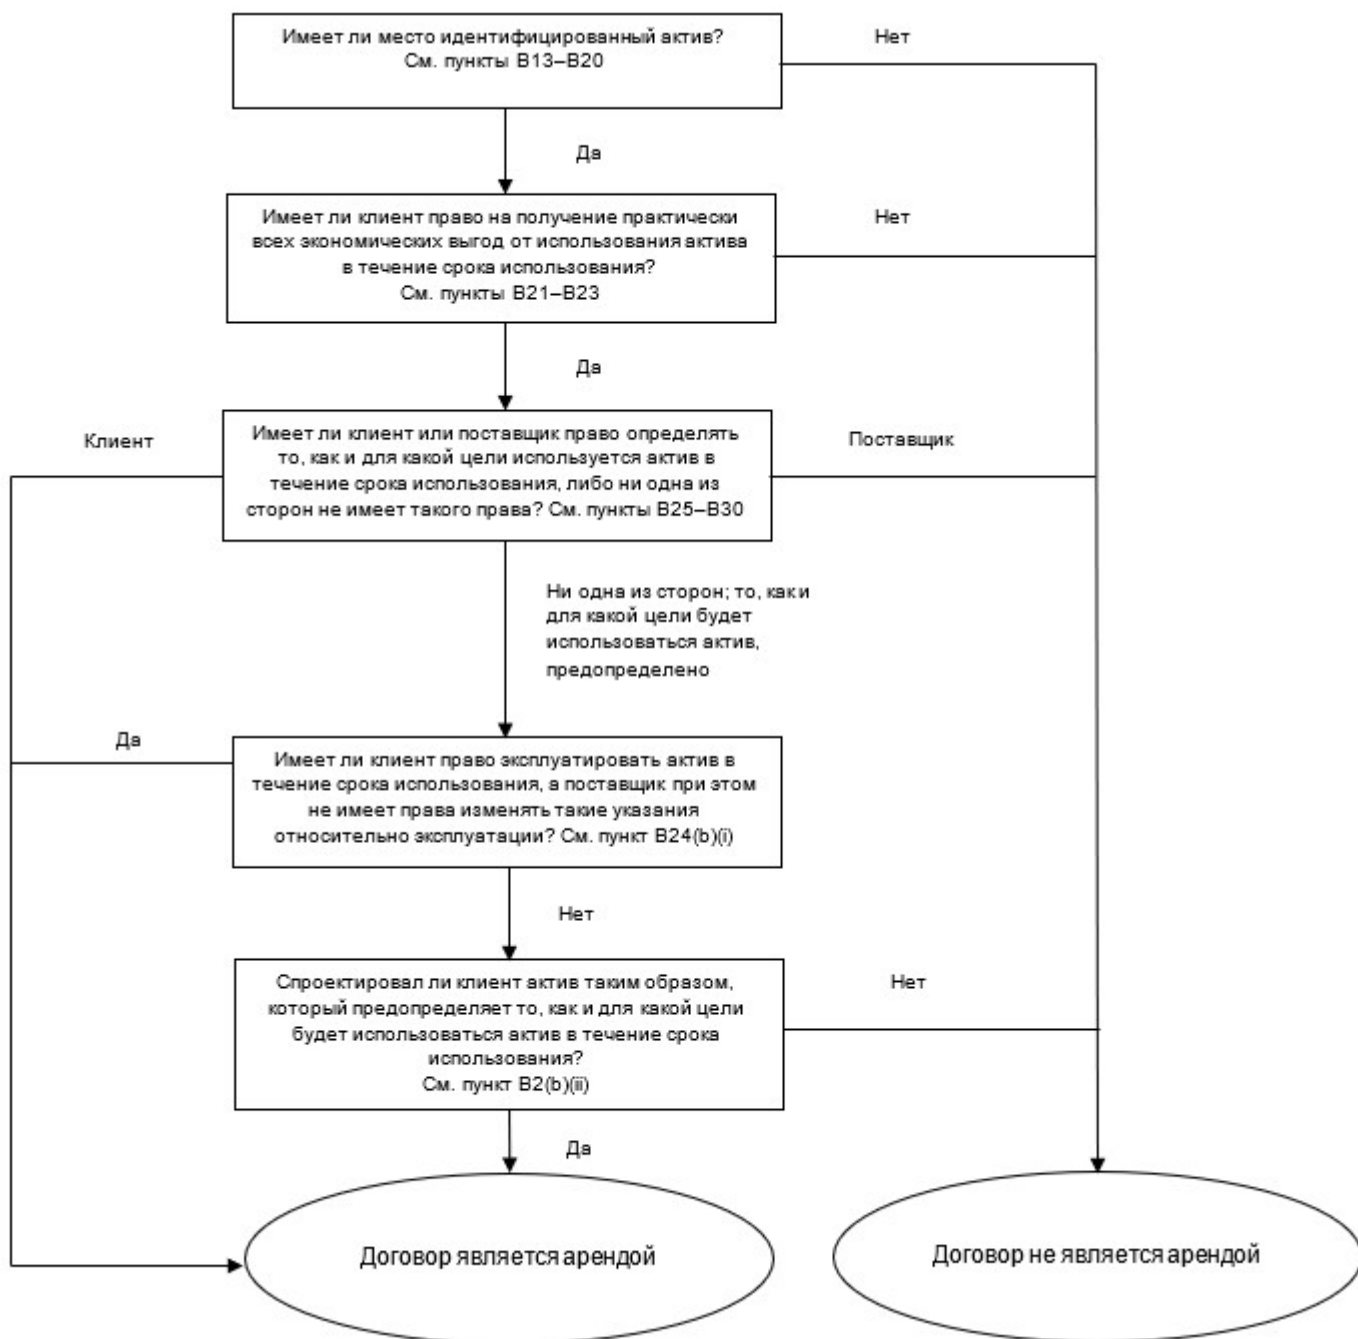 Имеет ли место идентифицированный актив?
См. пункты B13–B20
Нет
Да
Имеет ли клиент право на получение практически
всех экономических выгод от использования актива
в течение срока использования?
См. пункты B21–B23
Нет
Да
Клиент
Имеет ли клиент или поставщик право определять
то, как и для какой цели используется актив в
течение срока использования, либо ни одна из
сторон не имеет такого права? См. пункты B25–B30
Поставщик
Ни одна из сторон; то, как и
для какой цели будет
использоваться актив,
предопределено
Да
Имеет ли клиент право эксплуатировать актив в
течение срока использования, а поставщик при этом
не имеет права изменять такие указания
относительно эксплуатации? См. пункт B24(b)(i)
Нет
Спроектировал ли клиент актив таким образом,
который предопределяет то, как и для какой цели
будет использоваться актив в течение срока
использования?
См. пункт B2(b)(ii)
Нет
Да
Договор является арендой
Договор не является арендой